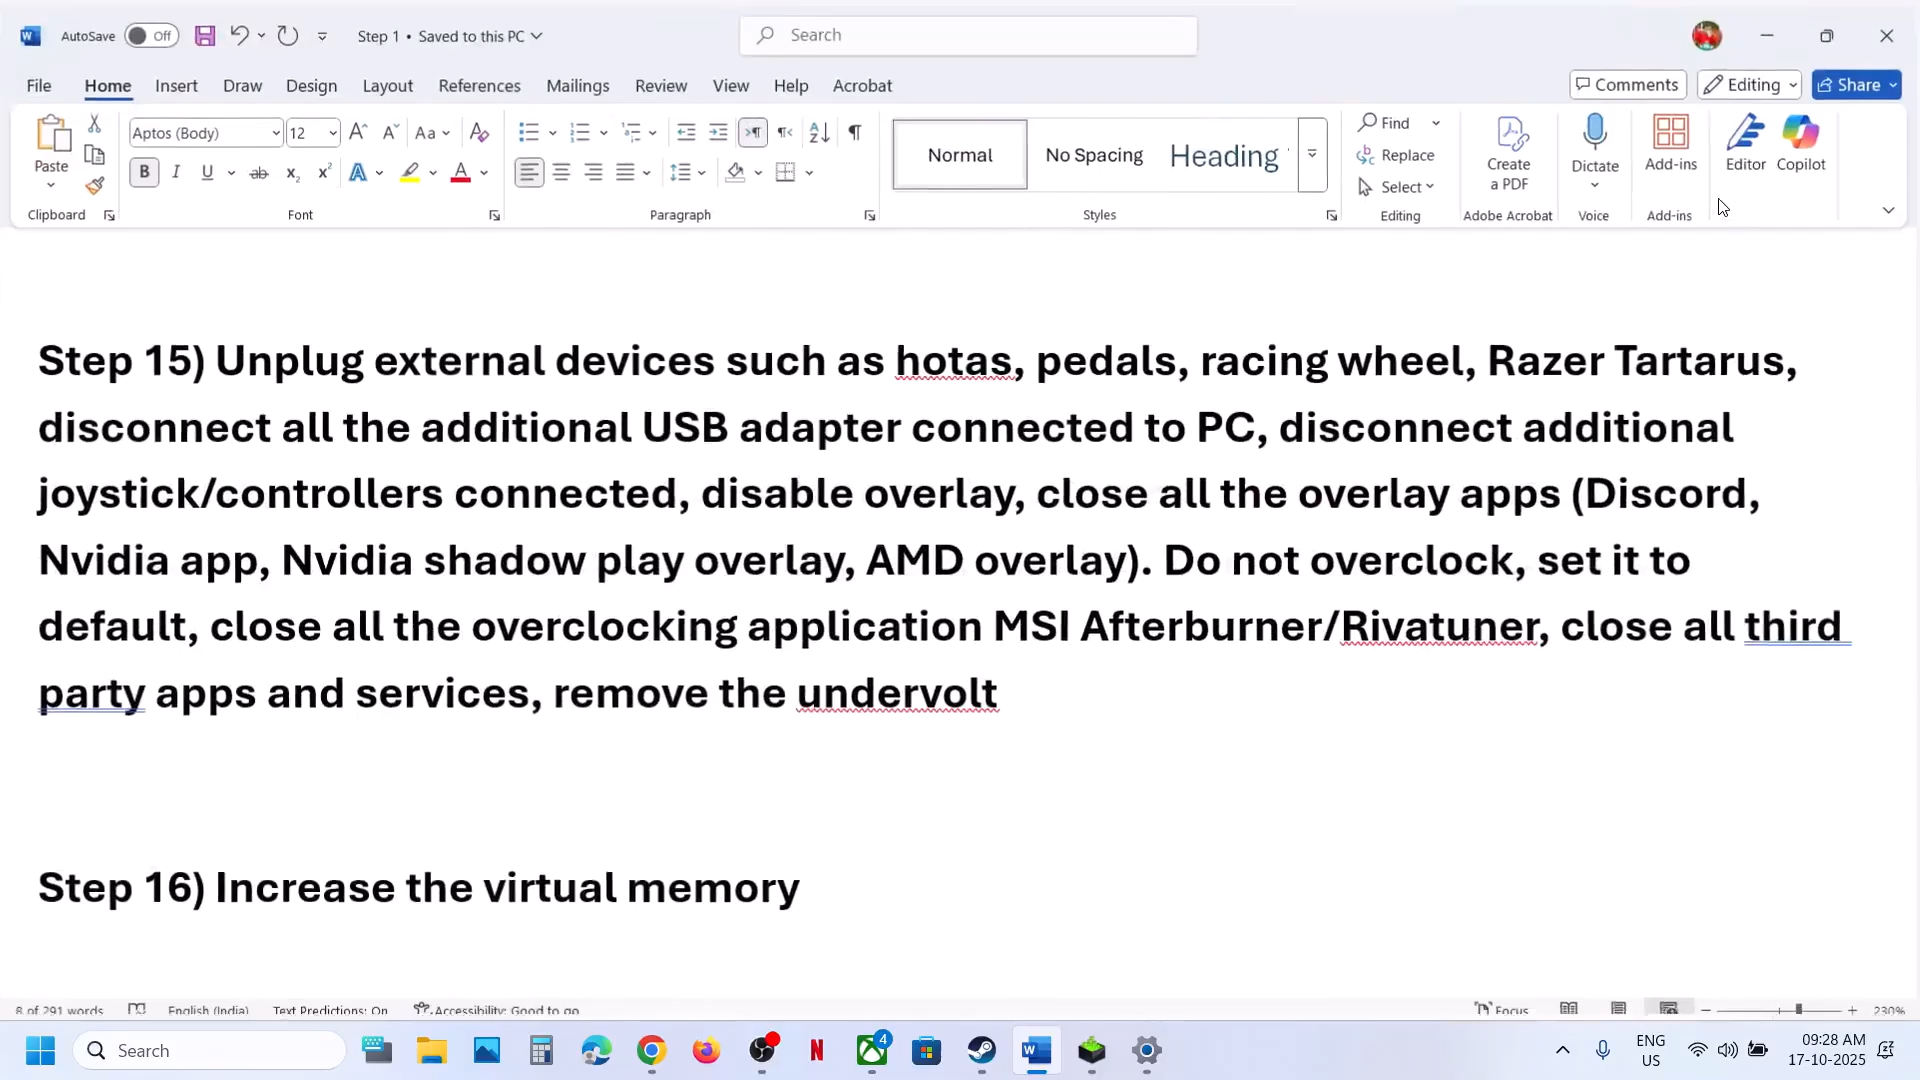 AutoSave Off Step 1 • Saved to this PC Search
File Home Insert Draw Design Layout References Mailings Review View Help Acrobat Comments Editing Share
Aptos (Body) 12 Aa Find
Paste Normal No Spacing Heading Replace Create a PDF Dictate Add-ins Editor Copilot
B I U ab x₂ x² A A Select
Clipboard Font Paragraph Styles Editing Adobe Acrobat Voice Add-ins
Step 15) Unplug external devices such as hotas, pedals, racing wheel, Razer Tartarus,
disconnect all the additional USB adapter connected to PC, disconnect additional
joystick/controllers connected, disable overlay, close all the overlay apps (Discord,
Nvidia app, Nvidia shadow play overlay, AMD overlay). Do not overclock, set it to
default, close all the overclocking application MSI Afterburner/Rivatuner, close all third
party apps and services, remove the undervolt
Step 16) Increase the virtual memory
8 of 291 words English (India) Text Predictions: On Accessibility: Good to go Focus 230%
Search 4 ENG 09:28 AM
US 17-10-2025